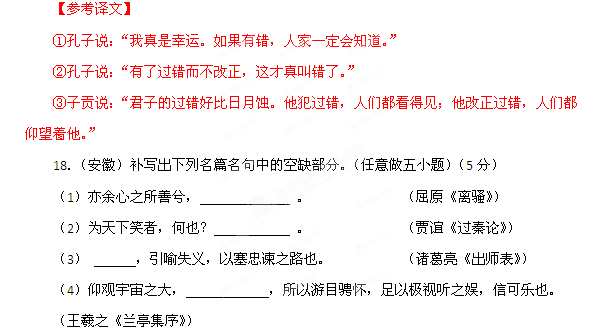 【参考译文】
①孔子说：“我真是幸运。如果有错，人家一定会知道。”
②孔子说：“有了过错而不改正，这才真叫错了。”
③子贡说：“君子的过错好比日月蚀。他犯过错，人们都看得见；他改正过错，人们都
仰望着他。”
18.（安徽）补写出下列名篇名句中的空缺部分。（任意做五小题）（5 分）
（1）亦余心之所善兮，_____________ 。 （屈原《离骚》）
（2）为天下笑者，何也？___________ 。 （贾谊《过秦论》）
（3） ______，引喻失义，以塞忠谏之路也。 （诸葛亮《出师表》）
（4）仰观宇宙之大，____________，所以游目骋怀，足以极视听之娱，信可乐也。
（王羲之《兰亭集序》）